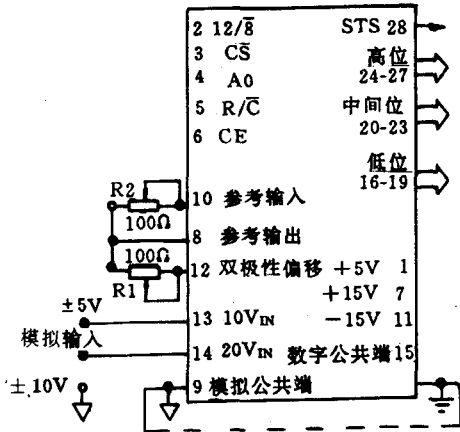 2 12/8̅ STS 28
3 CS̅ 高位
4 A0 24-27
5 R/C̅ 中间位
6 CE 20-23
低位
16-19
R2
10 参考输入
100Ω
8 参考输出
100Ω
12 双极性偏移 +5V 1
R1
+15V 7
±5V
13 10VIN -15V 11
模拟输入
14 20VIN 数字公共端 15
±10V
9 模拟公共端